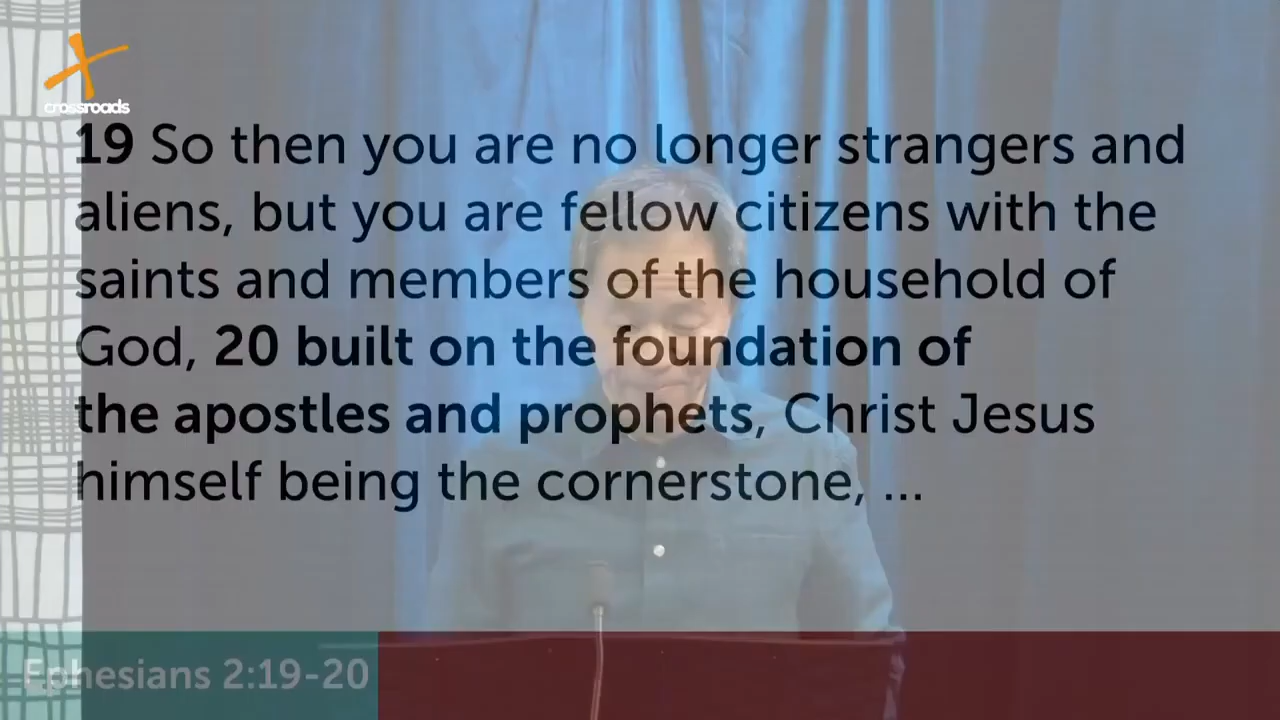 crossroads
19 So then you are no longer strangers and
aliens, but you are fellow citizens with the
saints and members of the household of
God, 20 built on the foundation of
the apostles and prophets, Christ Jesus
himself being the cornerstone, ...
Ephesians 2:19-20